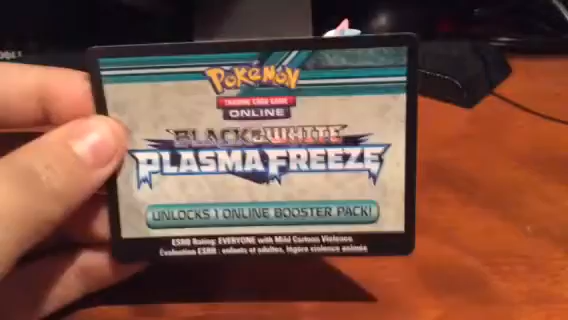 POKéMON
TRADING CARD GAME
ONLINE
BLACK & WHITE
PLASMA FREEZE
UNLOCKS 1 ONLINE BOOSTER PACK!
ESRB Rating: EVERYONE with Mild Cartoon Violence
Évaluation ESRB : enfants et adultes, légère violence animée